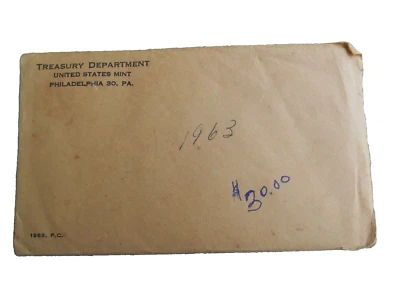 TREASURY DEPARTMENT
UNITED STATES MINT
PHILADELPHIA 30, PA.
1963
$30.00
1963. P.C.